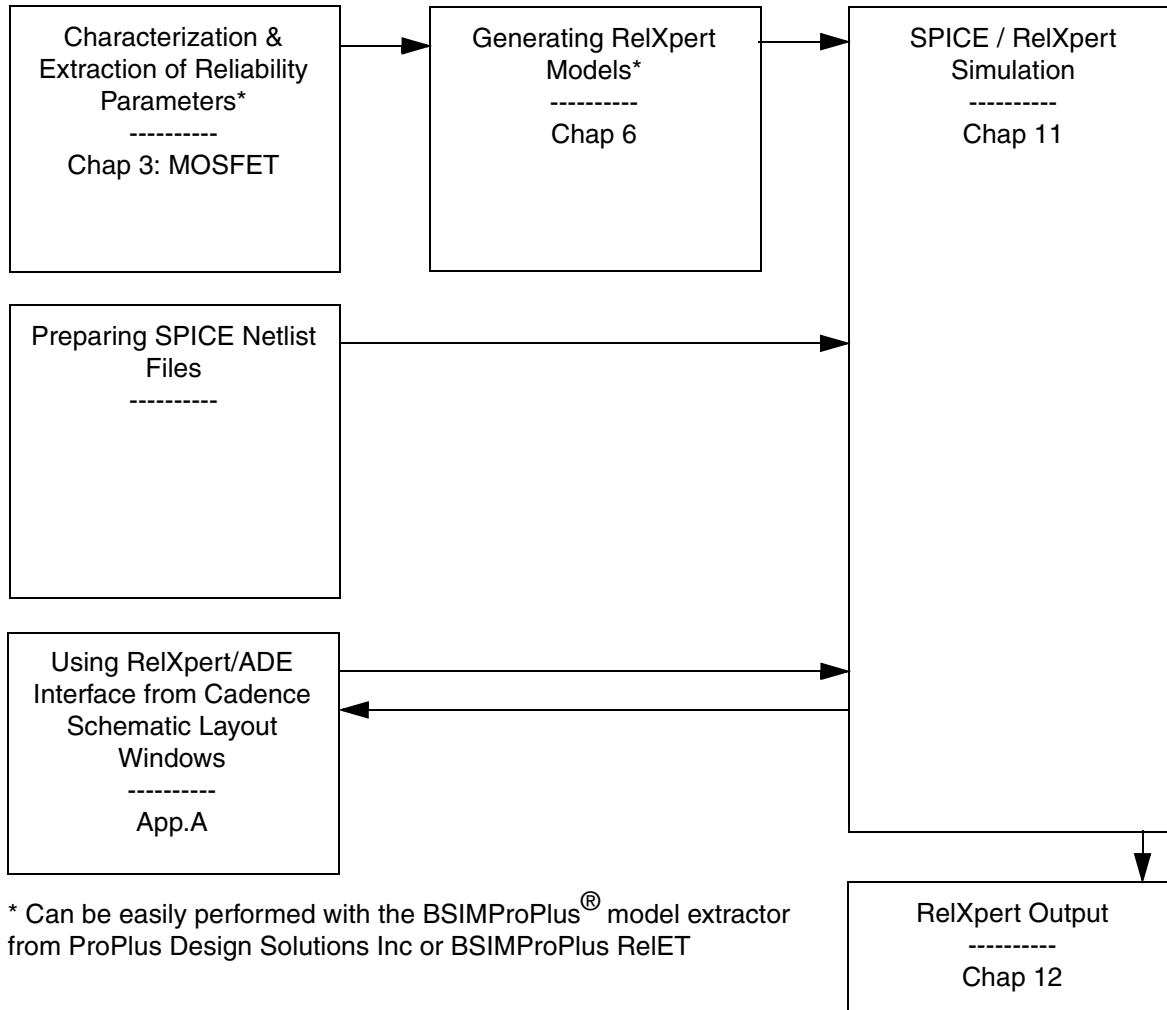 Characterization &
Extraction of Reliability
Parameters*
----------
Chap 3: MOSFET
Generating RelXpert
Models*
----------
Chap 6
SPICE / RelXpert
Simulation
----------
Chap 11
Preparing SPICE Netlist
Files
----------
Using RelXpert/ADE
Interface from Cadence
Schematic Layout
Windows
----------
App.A
* Can be easily performed with the BSIMProPlus® model extractor
from ProPlus Design Solutions Inc or BSIMProPlus RelET
RelXpert Output
----------
Chap 12